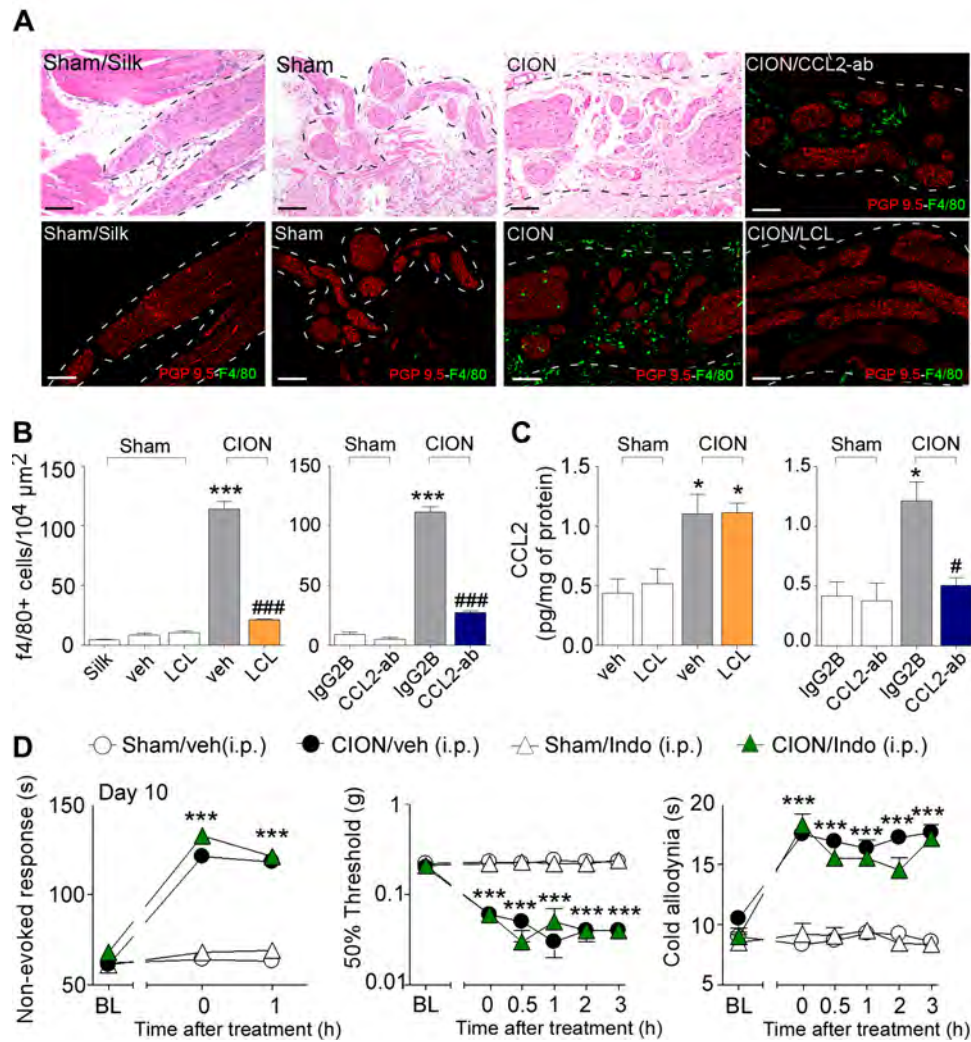 A
Sham/Silk
Sham
CION
CION/CCL2-ab
PGP 9.5-F4/80
Sham/Silk
Sham
CION
CION/LCL
PGP 9.5-F4/80
PGP 9.5-F4/80
PGP 9.5-F4/80
PGP 9.5-F4/80
B
Sham
CION
Sham
CION
f4/80+ cells/10⁴ µm²
150
100
50
0
***
###
Silk
veh
LCL
veh
LCL
150
100
50
0
***
###
IgG2B
CCL2-ab
IgG2B
CCL2-ab
C
Sham
CION
Sham
CION
CCL2
(pg/mg of protein)
1.5
1.0
0.5
0.0
*
*
veh
LCL
veh
LCL
1.5
1.0
0.5
0.0
*
#
IgG2B
CCL2-ab
IgG2B
CCL2-ab
D
Sham/veh(i.p.)
CION/veh (i.p.)
Sham/Indo (i.p.)
CION/Indo (i.p.)
Non-evoked response (s)
Day 10
150
100
50
***
***
BL
0
1
Time after treatment (h)
50% Threshold (g)
1
0.1
0.01
***
***
***
***
***
BL
0
0.5
1
2
3
Time after treatment (h)
Cold allodynia (s)
20
15
10
5
***
***
***
***
***
BL
0
0.5
1
2
3
Time after treatment (h)